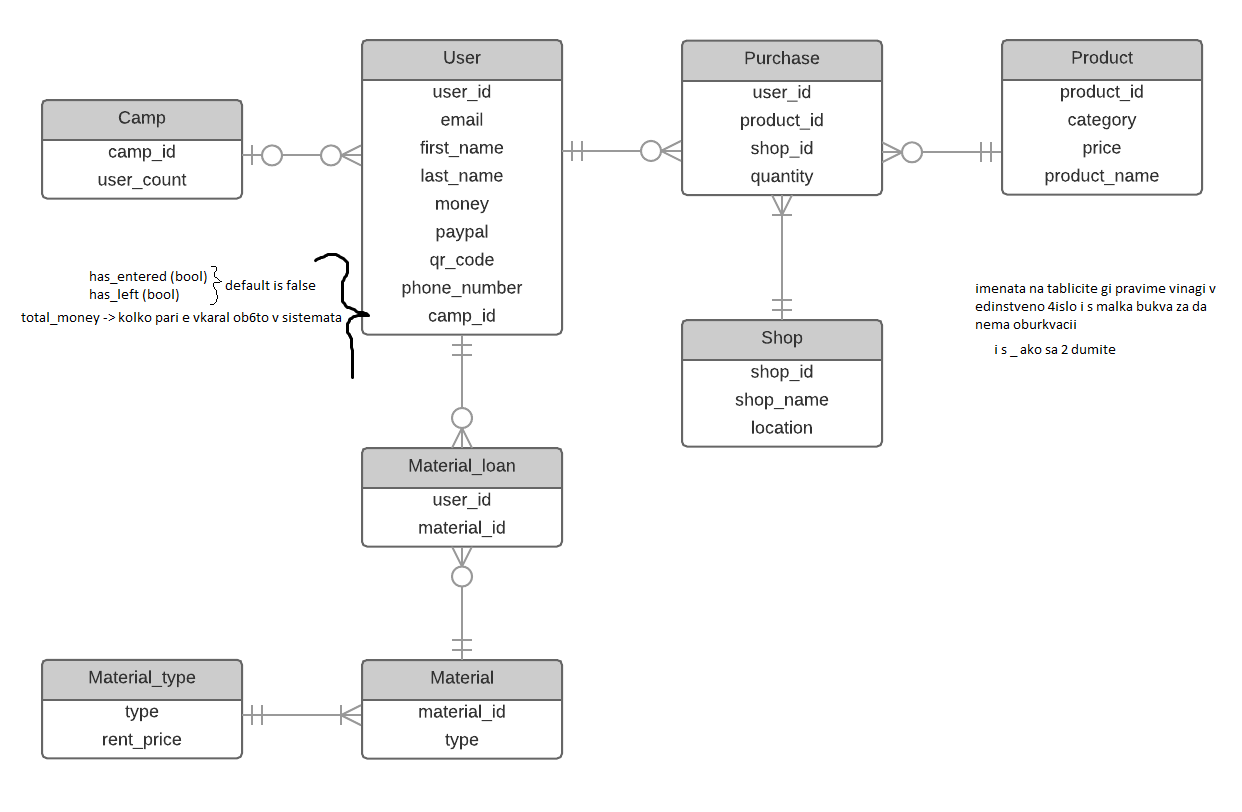 User
user_id
email
first_name
last_name
money
paypal
qr_code
phone_number
camp_id
Purchase
user_id
product_id
shop_id
quantity
Product
product_id
category
price
product_name
Camp
camp_id
user_count
has_entered (bool)
has_left (bool)
default is false
total_money -> kolko pari e vkaral ob6to v sistemata
imenata na tablicite gi pravime vinagi v
edinstveno 4islo i s malka bukva za da
nema oburkvacii
i s _ ako sa 2 dumite
Shop
shop_id
shop_name
location
Material_loan
user_id
material_id
Material_type
type
rent_price
Material
material_id
type